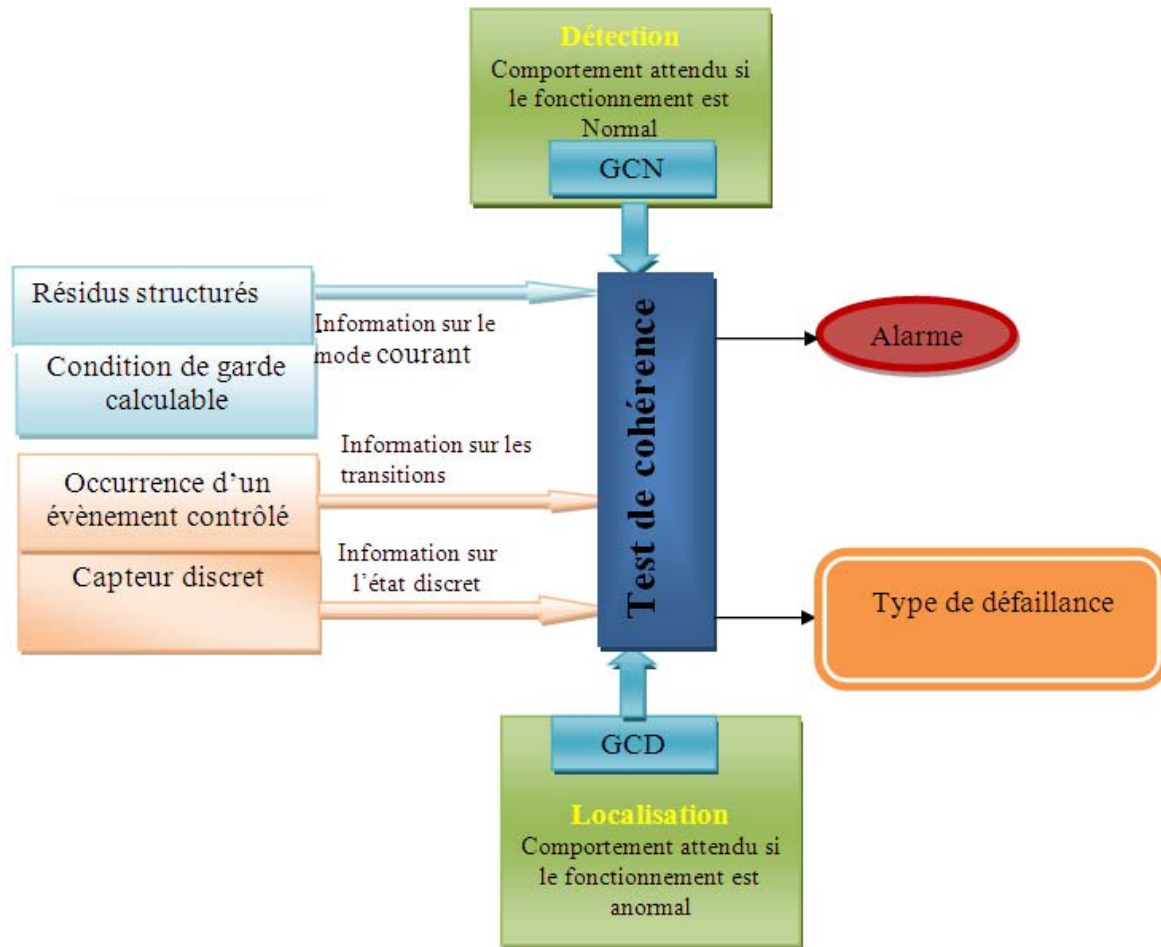 Détection
Comportement attendu si
le fonctionnement est
Normal
GCN
Résidus structurés
Information sur le
mode courant
Condition de garde
calculable
Information sur les
transitions
Occurrence d’un
évènement contrôlé
Information sur
l’état discret
Capteur discret
Test de cohérence
Alarme
Type de défaillance
GCD
Localisation
Comportement attendu si
le fonctionnement est
anormal